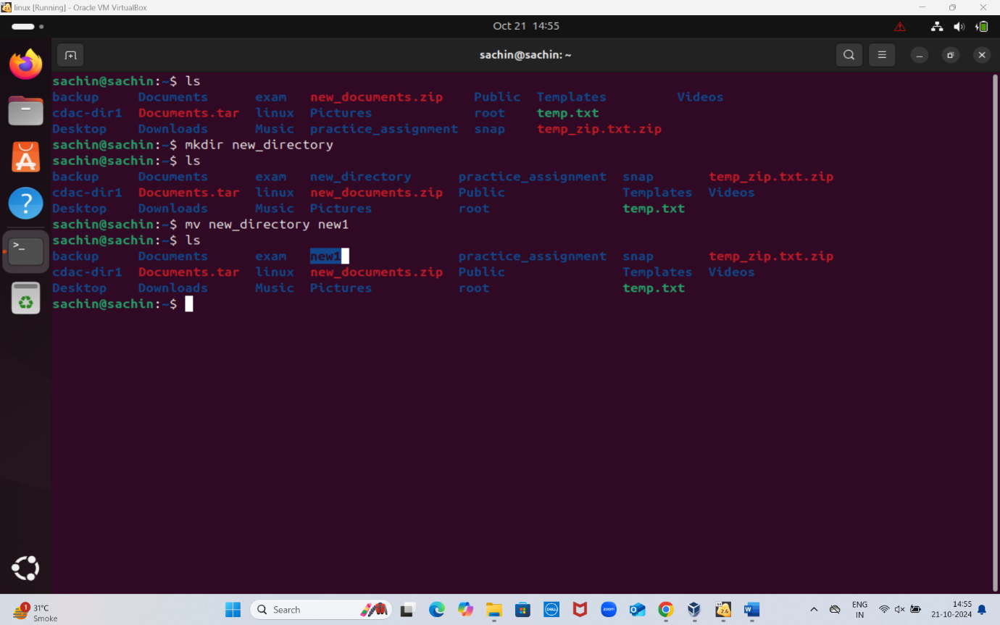 linux [Running] - Oracle VM VirtualBox
Oct 21 14:55
sachin@sachin: ~
sachin@sachin:~$ ls
backup Documents exam new_documents.zip Public Templates Videos
cdac-dir1 Documents.tar linux Pictures root temp.txt
Desktop Downloads Music practice_assignment snap temp_zip.txt.zip
sachin@sachin:~$ mkdir new_directory
sachin@sachin:~$ ls
backup Documents exam new_directory practice_assignment snap temp_zip.txt.zip
cdac-dir1 Documents.tar linux new_documents.zip Public Templates Videos
Desktop Downloads Music Pictures root temp.txt
sachin@sachin:~$ mv new_directory new1
sachin@sachin:~$ ls
backup Documents exam new1 practice_assignment snap temp_zip.txt.zip
cdac-dir1 Documents.tar linux new_documents.zip Public Templates Videos
Desktop Downloads Music Pictures root temp.txt
sachin@sachin:~$
1 31°C
Smoke
Search
DELL
zoom
2.6
W
ENG
IN
14:55
21-10-2024